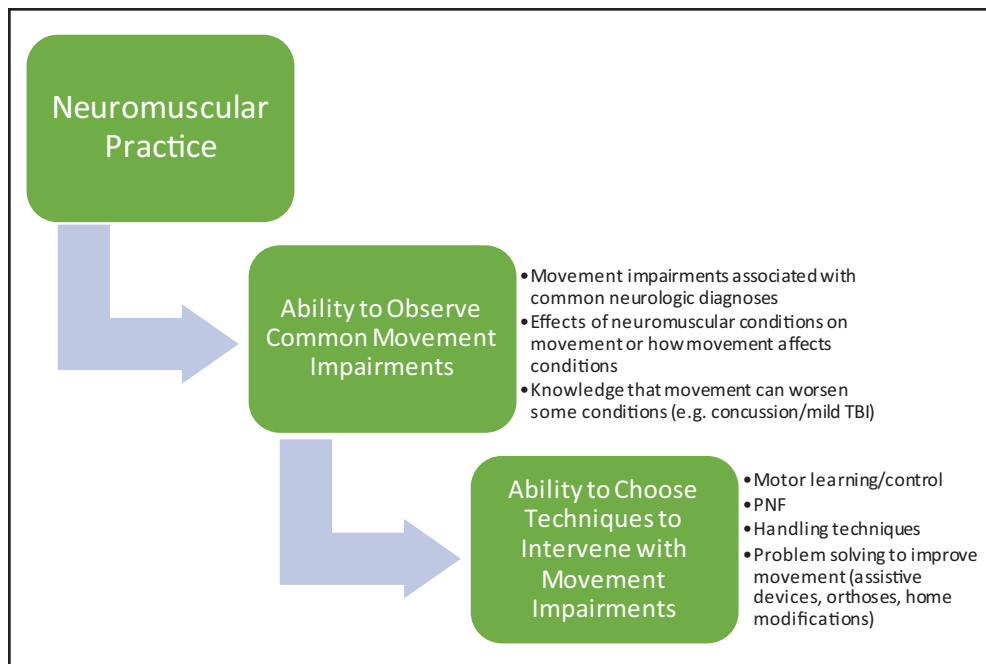 Neuromuscular
Practice
Ability to Observe
Common Movement
Impairments
•Movement impairments associated with
common neurologic diagnoses
•Effects of neuromuscular conditions on
movement or how movement affects
conditions
•Knowledge that movement can worsen
some conditions (e.g. concussion/mild TBI)
Ability to Choose
Techniques to
Intervene with
Movement
Impairments
•Motor learning/control
•PNF
•Handling techniques
•Problem solving to improve
movement (assistive
devices, orthoses, home
modifications)